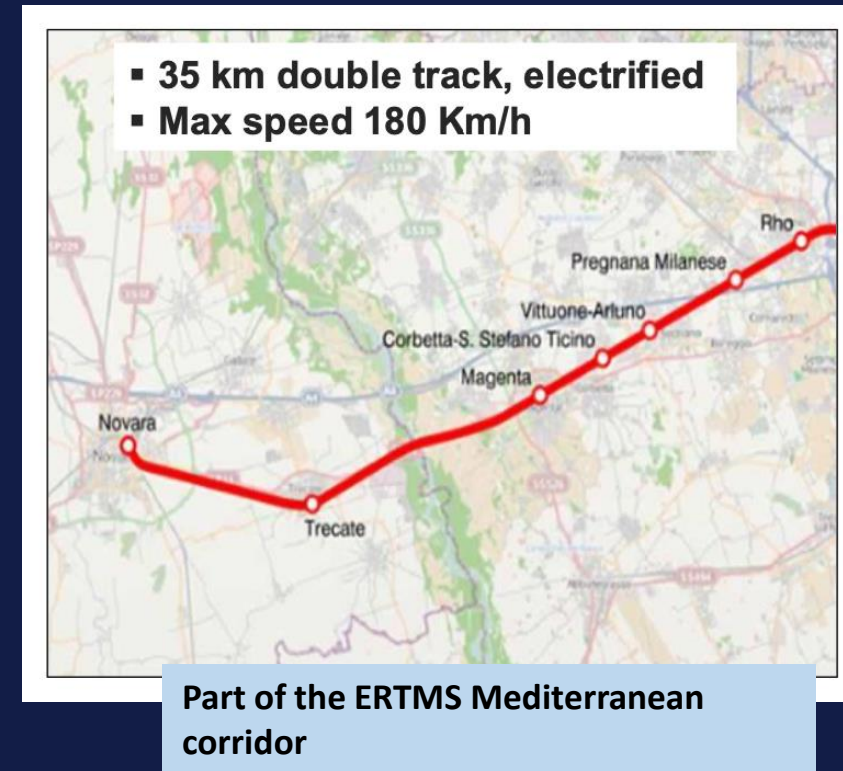 ▪ 35 km double track, electrified
▪ Max speed 180 Km/h
Rho
Pregnana Milanese
Vittuone-Arluno
Corbetta-S. Stefano Ticino
Magenta
Novara
Trecate
Part of the ERTMS Mediterranean
corridor